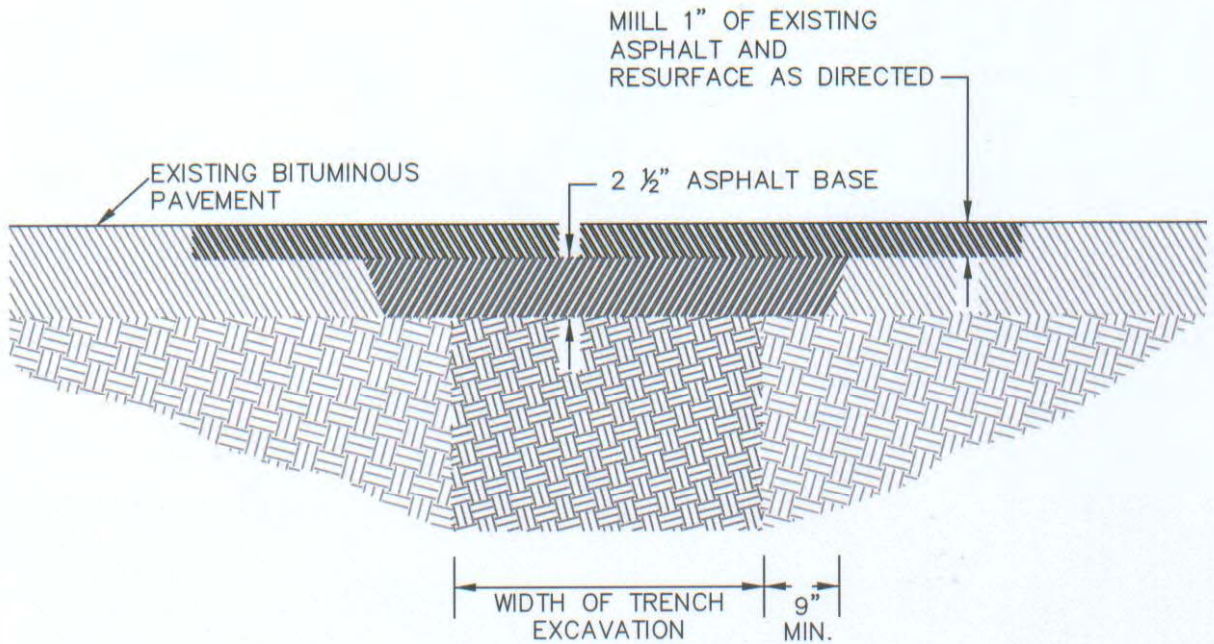 MIILL 1" OF EXISTING
ASPHALT AND
RESURFACE AS DIRECTED
EXISTING BITUMINOUS
PAVEMENT
2 ½" ASPHALT BASE
WIDTH OF TRENCH
EXCAVATION
9"
MIN.